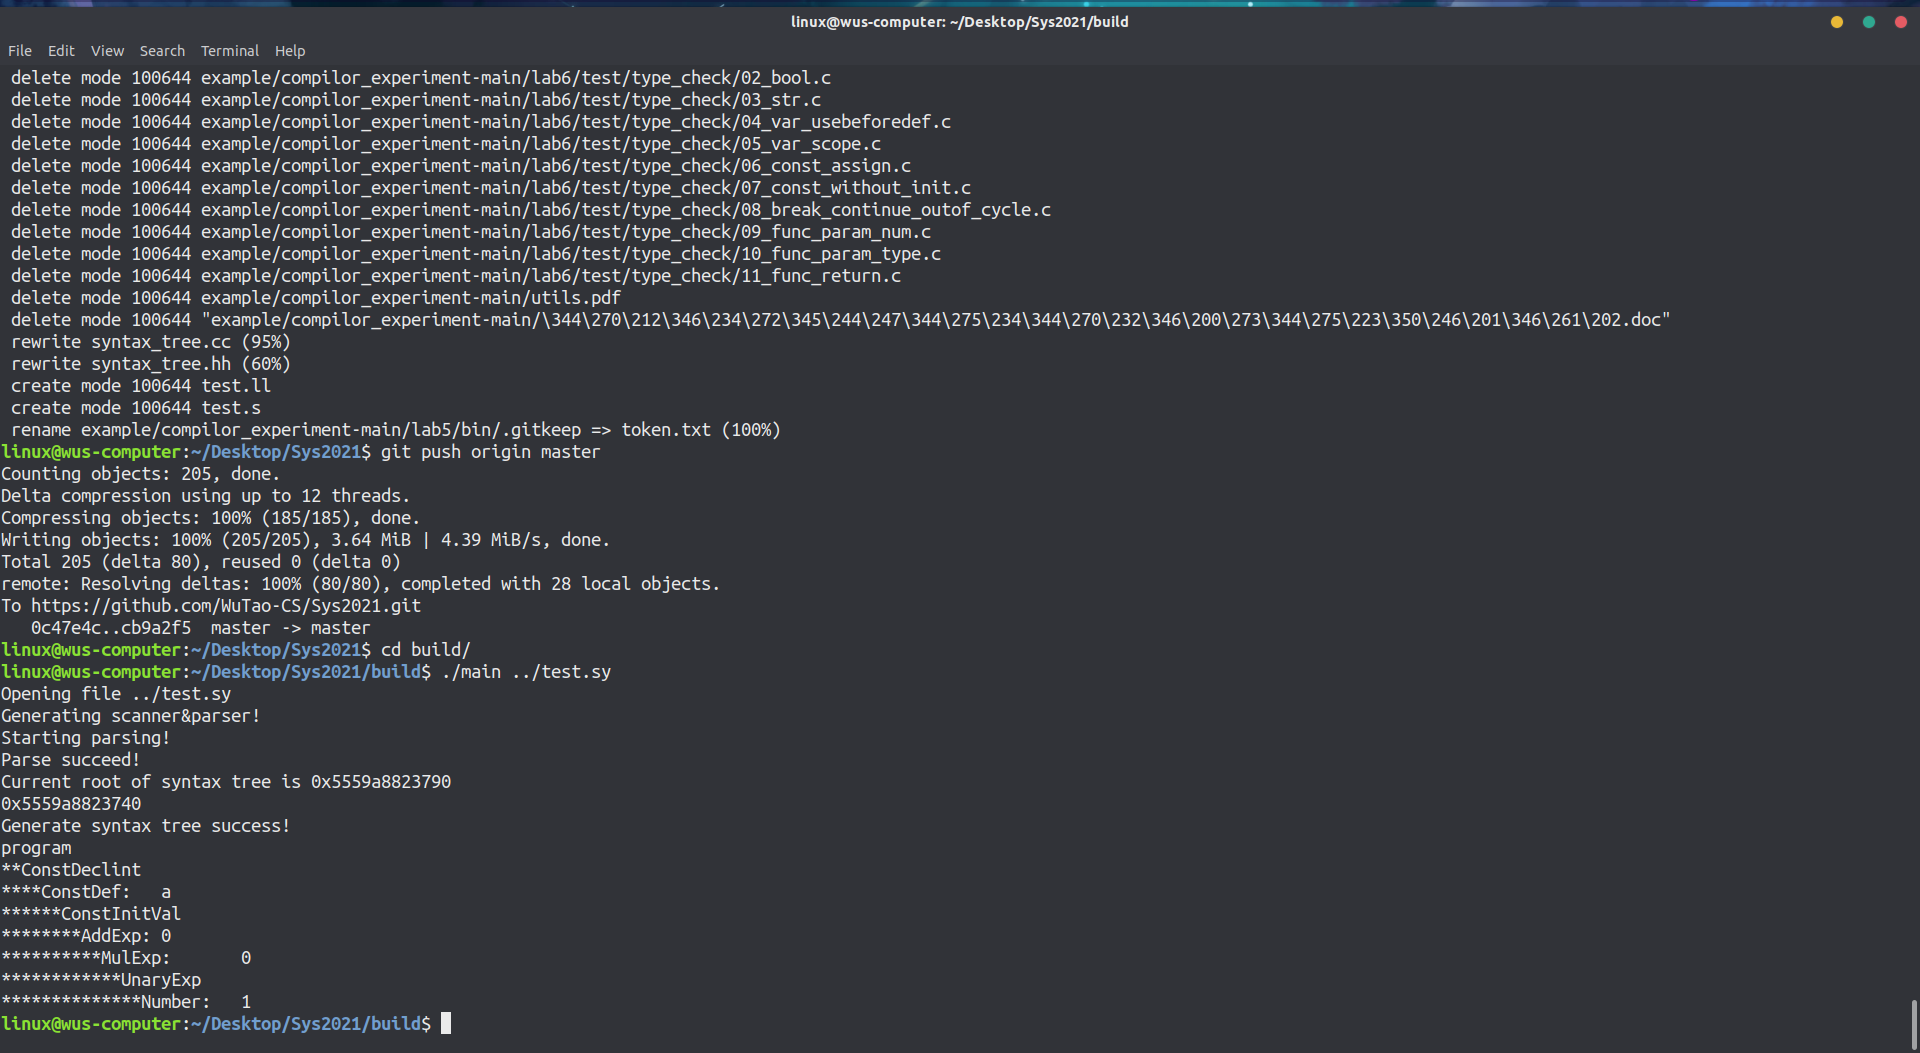 linux@wus-computer: ~/Desktop/Sys2021/build
File Edit View Search Terminal Help
delete mode 100644 example/compilor_experiment-main/lab6/test/type_check/02_bool.c
delete mode 100644 example/compilor_experiment-main/lab6/test/type_check/03_str.c
delete mode 100644 example/compilor_experiment-main/lab6/test/type_check/04_var_usebeforedef.c
delete mode 100644 example/compilor_experiment-main/lab6/test/type_check/05_var_scope.c
delete mode 100644 example/compilor_experiment-main/lab6/test/type_check/06_const_assign.c
delete mode 100644 example/compilor_experiment-main/lab6/test/type_check/07_const_without_init.c
delete mode 100644 example/compilor_experiment-main/lab6/test/type_check/08_break_continue_outof_cycle.c
delete mode 100644 example/compilor_experiment-main/lab6/test/type_check/09_func_param_num.c
delete mode 100644 example/compilor_experiment-main/lab6/test/type_check/10_func_param_type.c
delete mode 100644 example/compilor_experiment-main/lab6/test/type_check/11_func_return.c
delete mode 100644 example/compilor_experiment-main/utils.pdf
delete mode 100644 "example/compilor_experiment-main/\344\270\212\346\234\272\345\244\247\344\275\234\344\270\232\346\200\273\344\275\223\350\246\201\346\261\202.doc"
rewrite syntax_tree.cc (95%)
rewrite syntax_tree.hh (60%)
create mode 100644 test.ll
create mode 100644 test.s
rename example/compilor_experiment-main/lab5/bin/.gitkeep => token.txt (100%)
linux@wus-computer:~/Desktop/Sys2021$ git push origin master
Counting objects: 205, done.
Delta compression using up to 12 threads.
Compressing objects: 100% (185/185), done.
Writing objects: 100% (205/205), 3.64 MiB | 4.39 MiB/s, done.
Total 205 (delta 80), reused 0 (delta 0)
remote: Resolving deltas: 100% (80/80), completed with 28 local objects.
To https://github.com/WuTao-CS/Sys2021.git
0c47e4c..cb9a2f5 master -> master
linux@wus-computer:~/Desktop/Sys2021$ cd build/
linux@wus-computer:~/Desktop/Sys2021/build$ ./main ../test.sy
Opening file ../test.sy
Generating scanner&parser!
Starting parsing!
Parse succeed!
Current root of syntax tree is 0x5559a8823790
0x5559a8823740
Generate syntax tree success!
program
**ConstDeclint
****ConstDef: a
******ConstInitVal
********AddExp: 0
**********MulExp: 0
************UnaryExp
**************Number: 1
linux@wus-computer:~/Desktop/Sys2021/build$